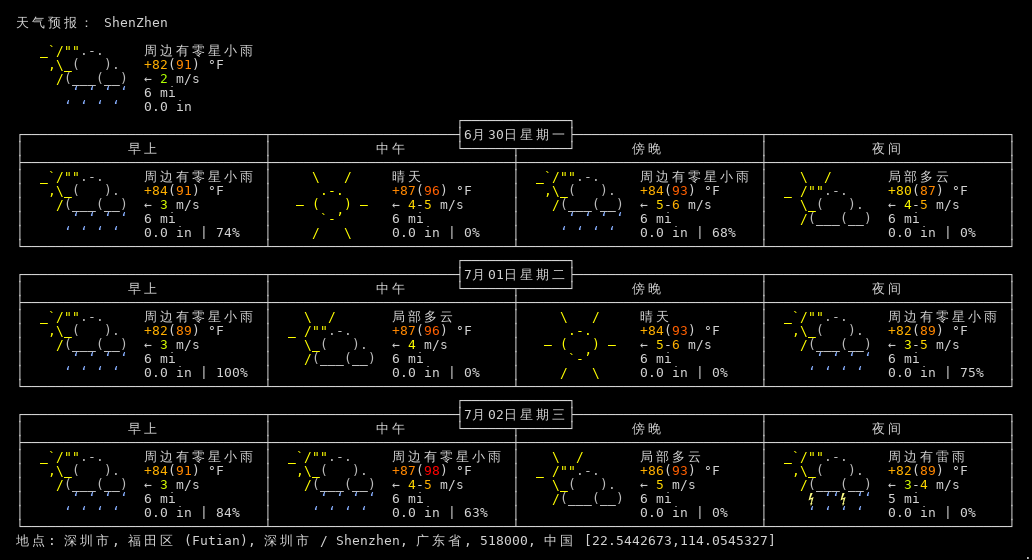 天气预报： ShenZhen
周边有零星小雨
+82(91) °F
← 2 m/s
6 mi
0.0 in
6月30日星期一
早上 中午 傍晚 夜间
周边有零星小雨 晴天 周边有零星小雨 局部多云
+84(91) °F +87(96) °F +84(93) °F +80(87) °F
← 3 m/s ← 4-5 m/s ← 5-6 m/s ← 4-5 m/s
6 mi 6 mi 6 mi 6 mi
0.0 in | 74% 0.0 in | 0% 0.0 in | 68% 0.0 in | 0%
7月01日星期二
早上 中午 傍晚 夜间
周边有零星小雨 局部多云 晴天 周边有零星小雨
+82(89) °F +87(96) °F +84(93) °F +82(89) °F
← 3 m/s ← 4 m/s ← 5-6 m/s ← 3-5 m/s
6 mi 6 mi 6 mi 6 mi
0.0 in | 100% 0.0 in | 0% 0.0 in | 0% 0.0 in | 75%
7月02日星期三
早上 中午 傍晚 夜间
周边有零星小雨 周边有零星小雨 局部多云 周边有雷雨
+84(91) °F +87(98) °F +86(93) °F +82(89) °F
← 3 m/s ← 4-5 m/s ← 5 m/s ← 3-4 m/s
6 mi 6 mi 6 mi 5 mi
0.0 in | 84% 0.0 in | 63% 0.0 in | 0% 0.0 in | 0%
地点: 深圳市, 福田区 (Futian), 深圳市 / Shenzhen, 广东省, 518000, 中国 [22.5442673,114.0545327]